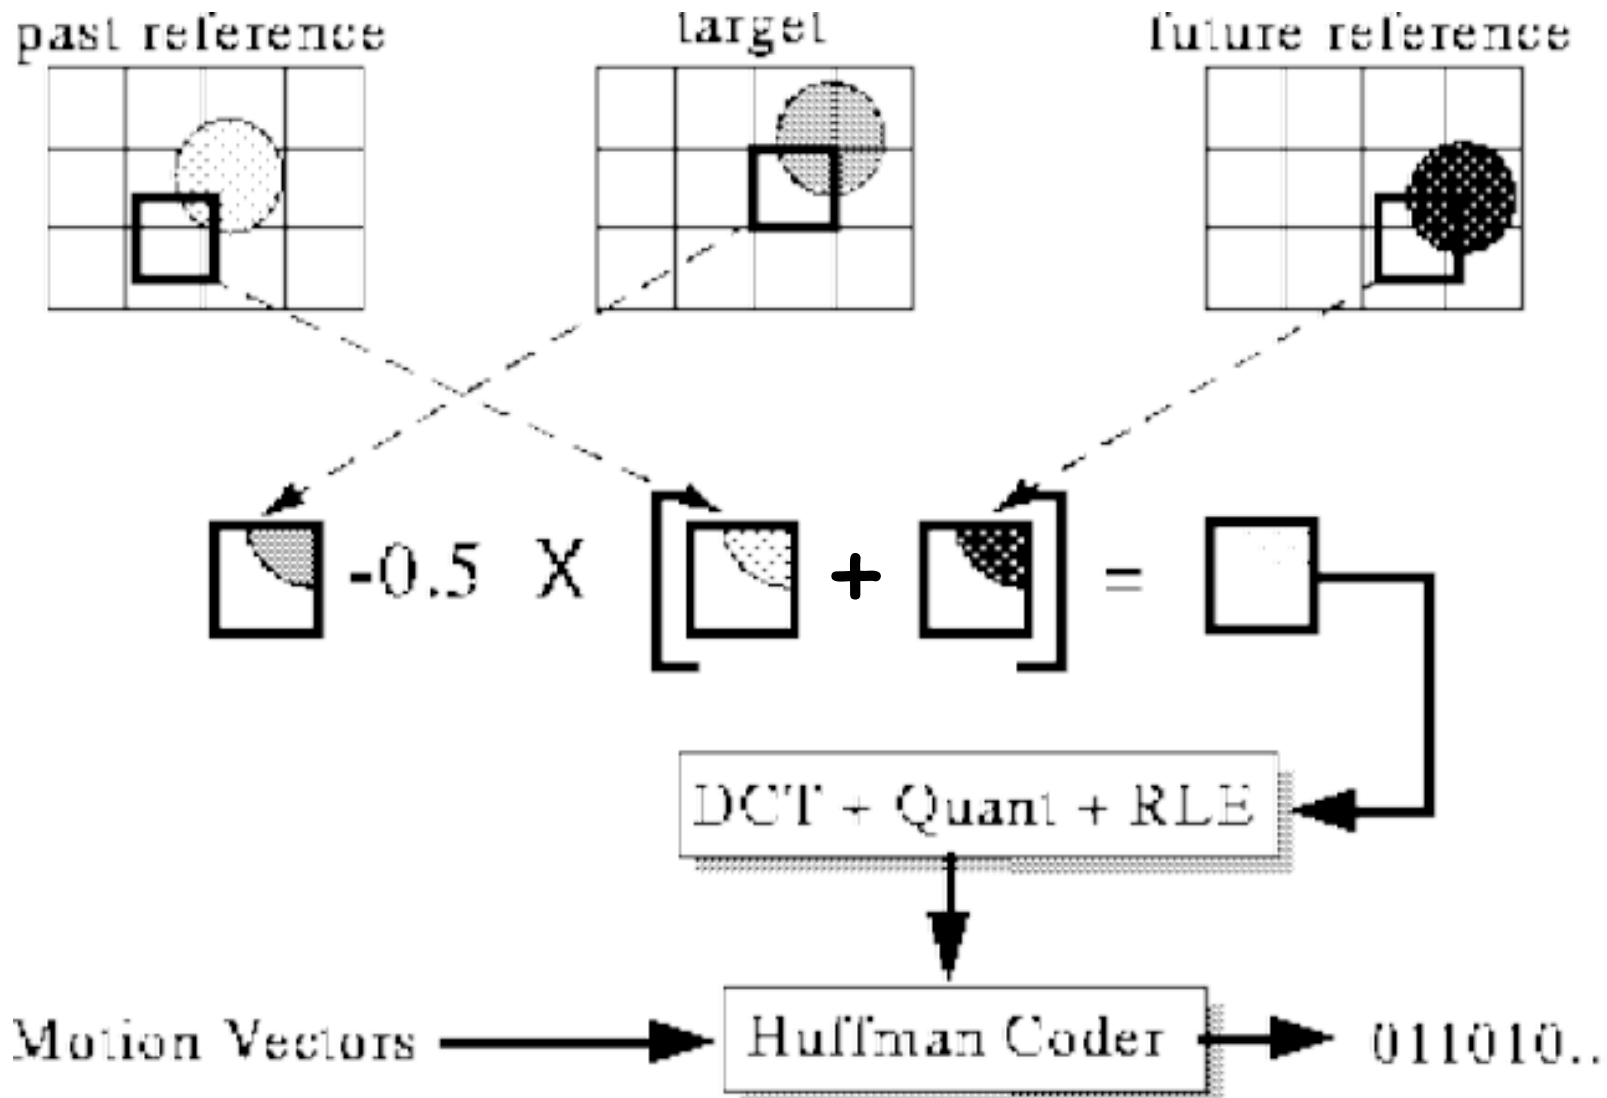 past reference
target
future reference
-0.5 X [ + ] =
DCT + Quant + RLE
Motion Vectors
Huffman Coder
011010..